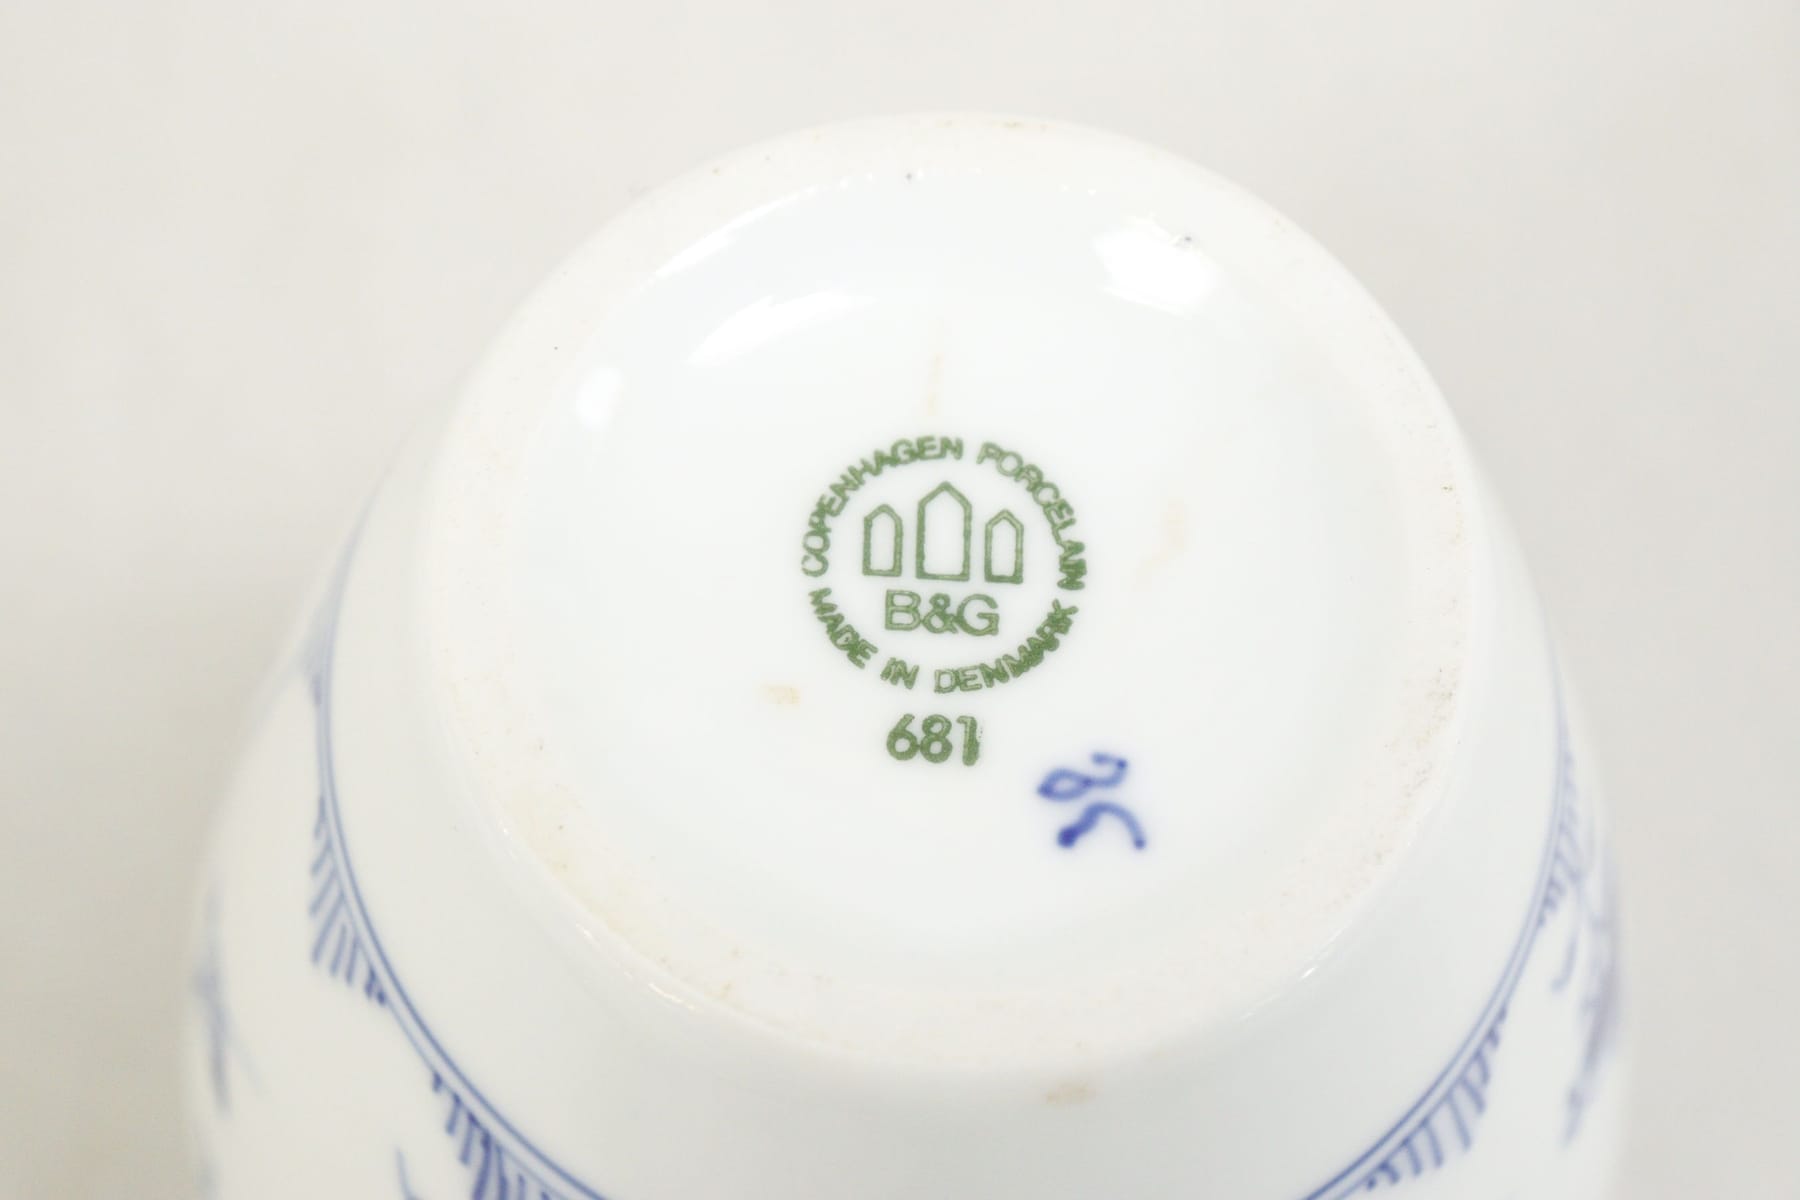 COPENHAGEN PORCELAIN
B&G
MADE IN DENMARK
681